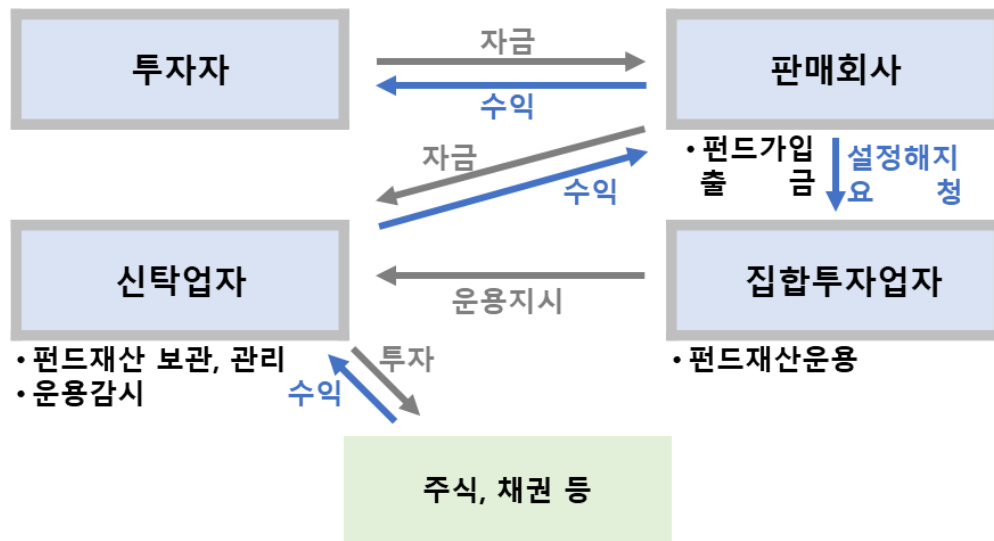 투자자
자금
수익
판매회사
• 펀드가입
출 금
설정해지
요 청
자금
수익
신탁업자
운용지시
집합투자업자
• 펀드재산 보관, 관리
• 운용감시
투자
수익
• 펀드재산운용
주식, 채권 등